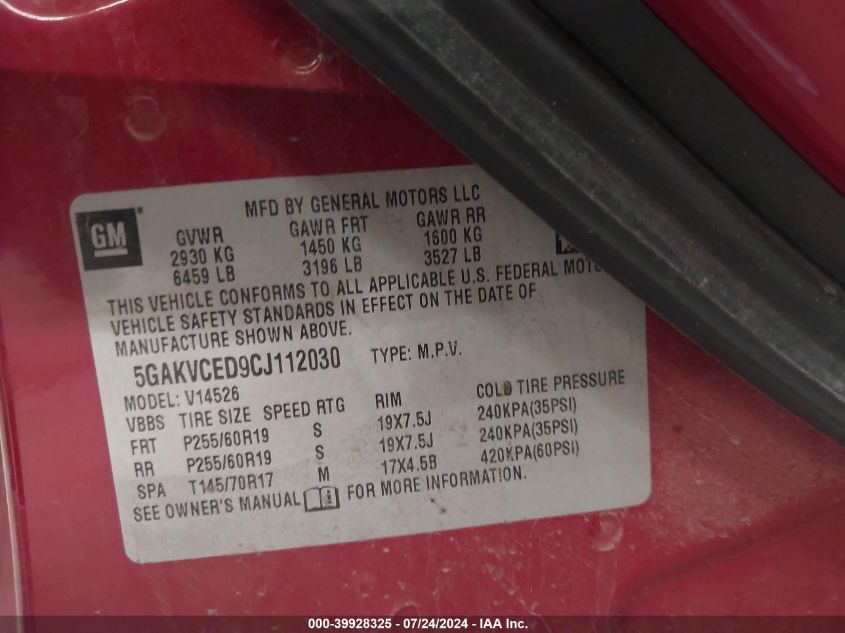 MFD BY GENERAL MOTORS LLC
GM
GVWR GAWR FRT GAWR RR
2930 KG 1450 KG 1600 KG
6459 LB 3196 LB 3527 LB
THIS VEHICLE CONFORMS TO ALL APPLICABLE U.S. FEDERAL MOTO
VEHICLE SAFETY STANDARDS IN EFFECT ON THE DATE OF
MANUFACTURE SHOWN ABOVE.
5GAKVCED9CJ112030 TYPE: M.P.V.
MODEL: V14526
VBBS TIRE SIZE SPEED RTG RIM COLD TIRE PRESSURE
FRT P255/60R19 S 19X7.5J 240KPA(35PSI)
RR P255/60R19 S 19X7.5J 240KPA(35PSI)
SPA T145/70R17 M 17X4.5B 420KPA(60PSI)
SEE OWNER'S MANUAL FOR MORE INFORMATION.
000-39928325 - 07/24/2024 - IAA Inc.